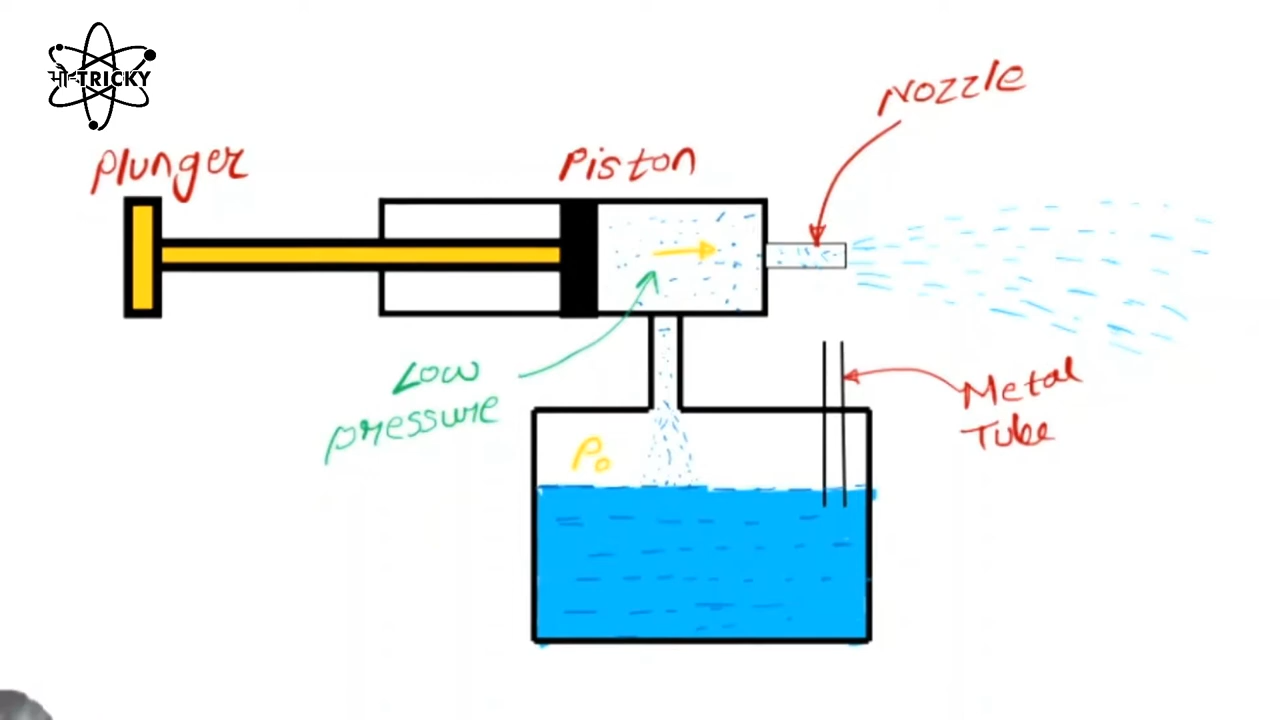 भौ-TRICKY
Nozzle
Plunger
Piston
Low
pressure
Metal
Tube
P₀